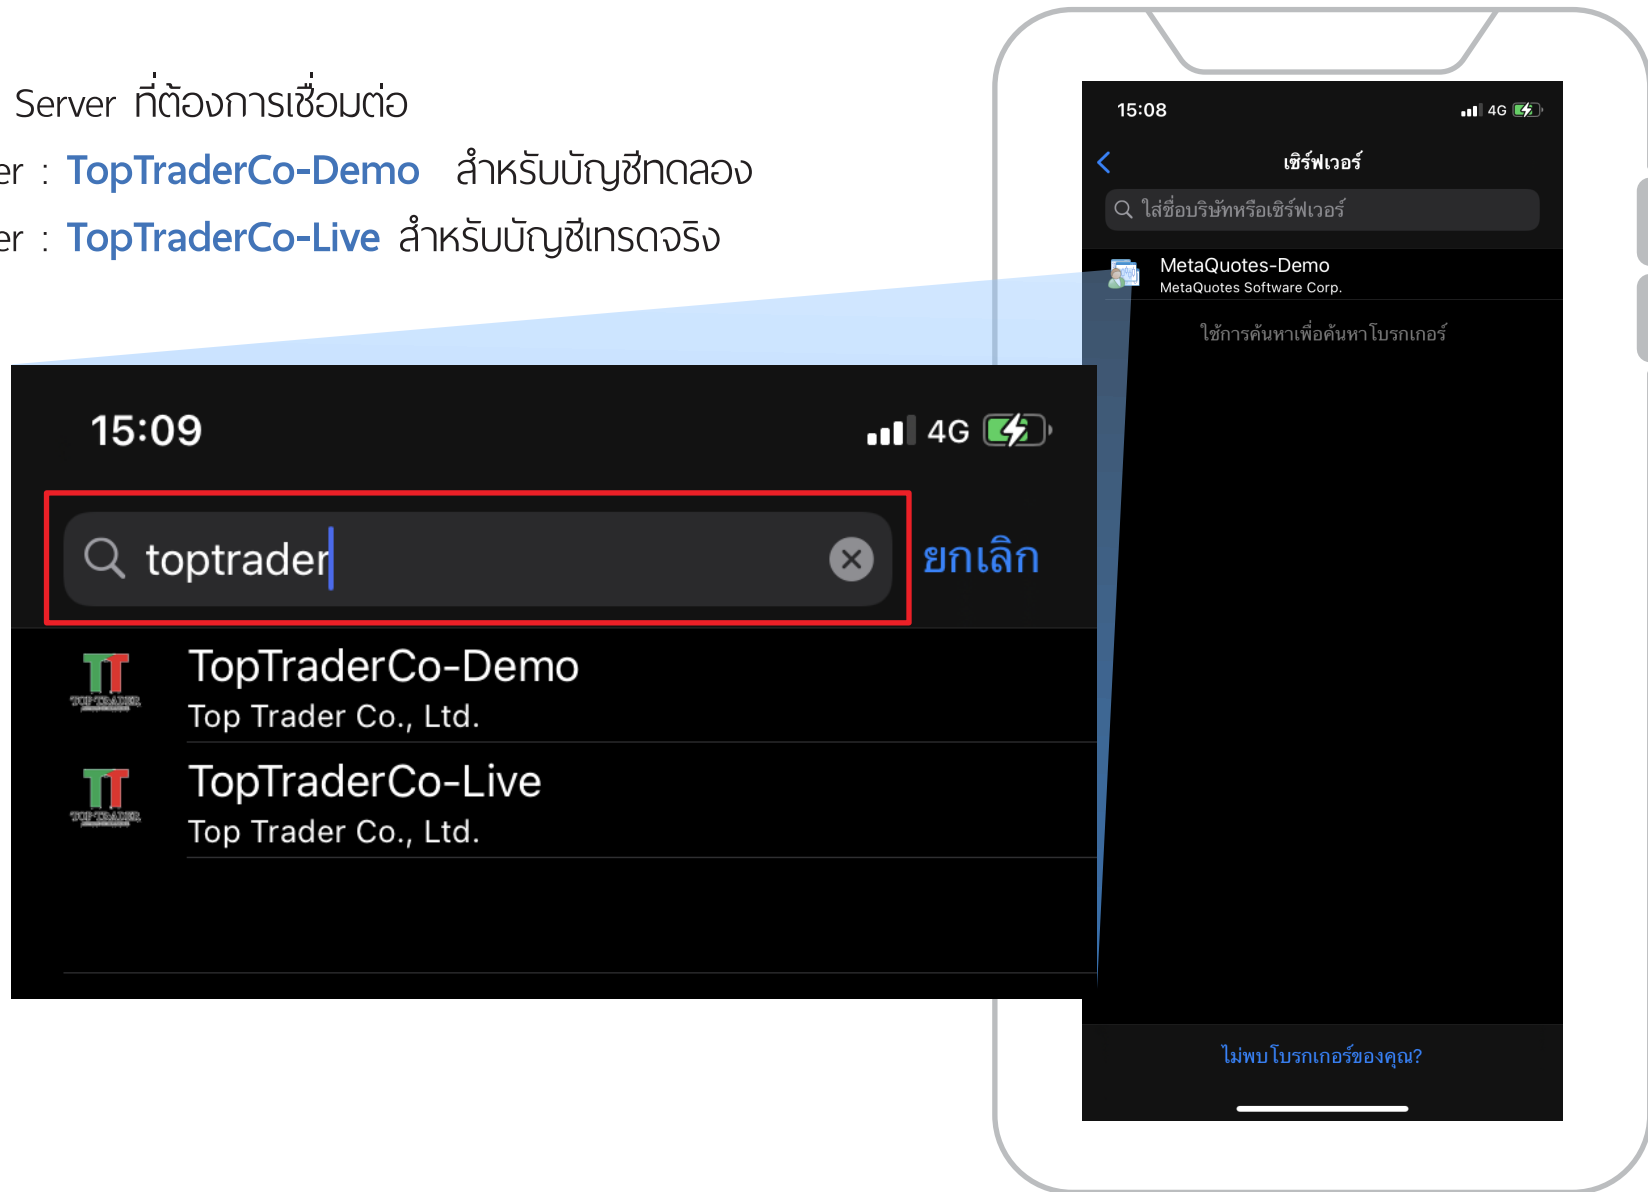 Server ที่ต้องการเชื่อมต่อ
er : TopTraderCo-Demo สำหรับบัญชีทดลอง
er : TopTraderCo-Live สำหรับบัญชีเทรดจริง
15:08
4G
เซิร์ฟเวอร์
ใส่ชื่อบริษัทหรือเซิร์ฟเวอร์
MetaQuotes-Demo
MetaQuotes Software Corp.
ใช้การค้นหาเพื่อค้นหาโบรกเกอร์
15:09
4G
toptrader
ยกเลิก
TopTraderCo-Demo
Top Trader Co., Ltd.
TOP TRADER
TopTraderCo-Live
Top Trader Co., Ltd.
TOP TRADER
ไม่พบโบรกเกอร์ของคุณ?